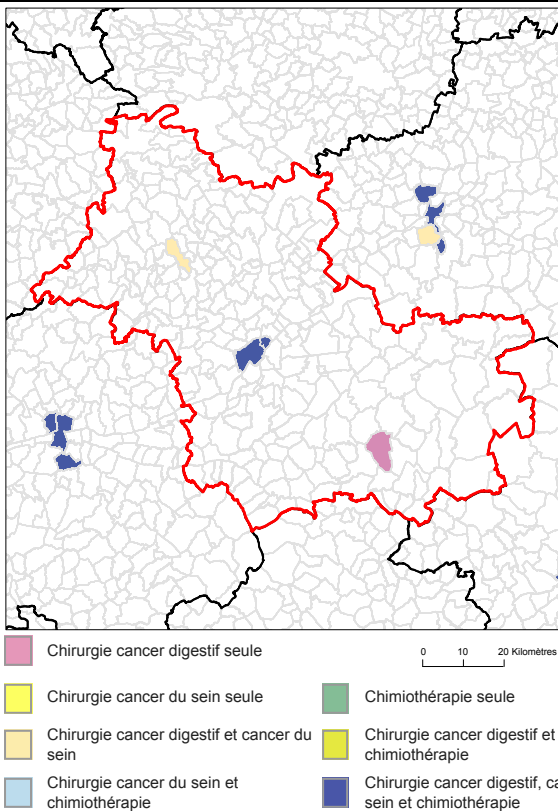 Chirurgie cancer digestif seule
0 10 20 Kilomètres
Chirurgie cancer du sein seule
Chimiothérapie seule
Chirurgie cancer digestif et cancer du
sein
Chirurgie cancer digestif et
chimiothérapie
Chirurgie cancer du sein et
chimiothérapie
Chirurgie cancer digestif, ca
sein et chimiothérapie